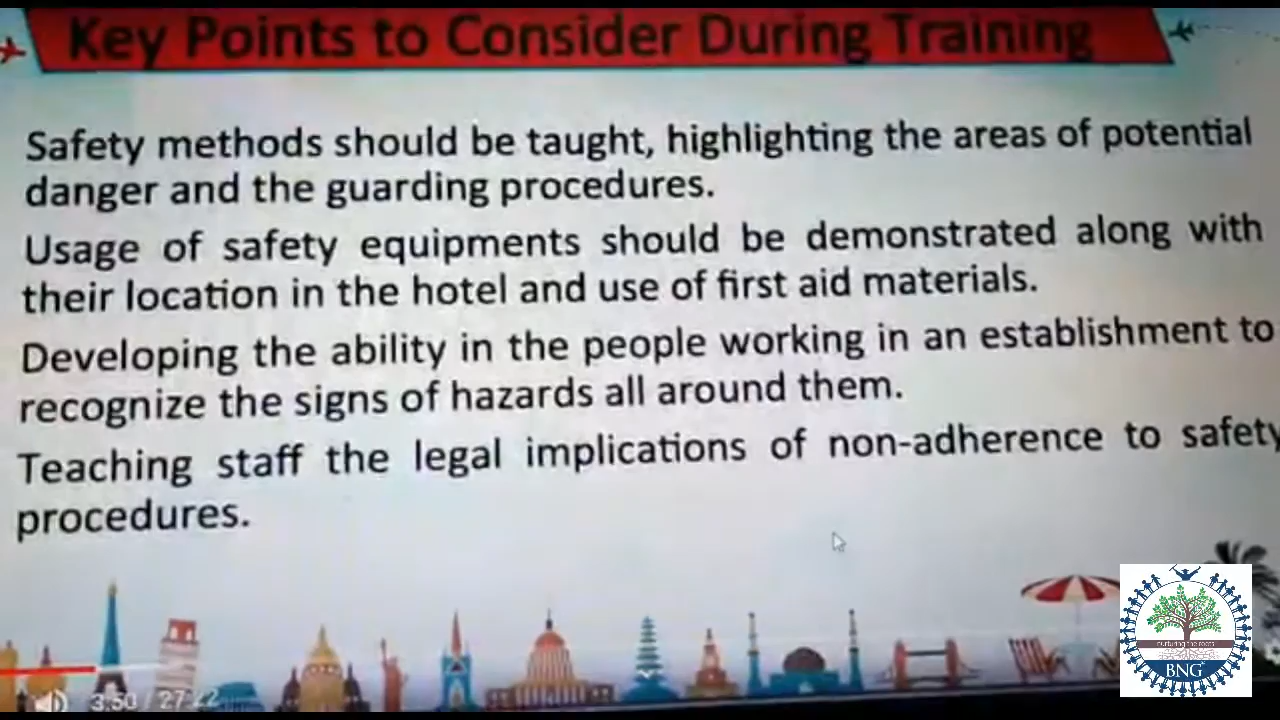 Key Points to Consider During Training
Safety methods should be taught, highlighting the areas of potential
danger and the guarding procedures.
Usage of safety equipments should be demonstrated along with
their location in the hotel and use of first aid materials.
Developing the ability in the people working in an establishment to
recognize the signs of hazards all around them.
Teaching staff the legal implications of non-adherence to safety
procedures.
3:50 / 27:22
nurturing the roots
BNG